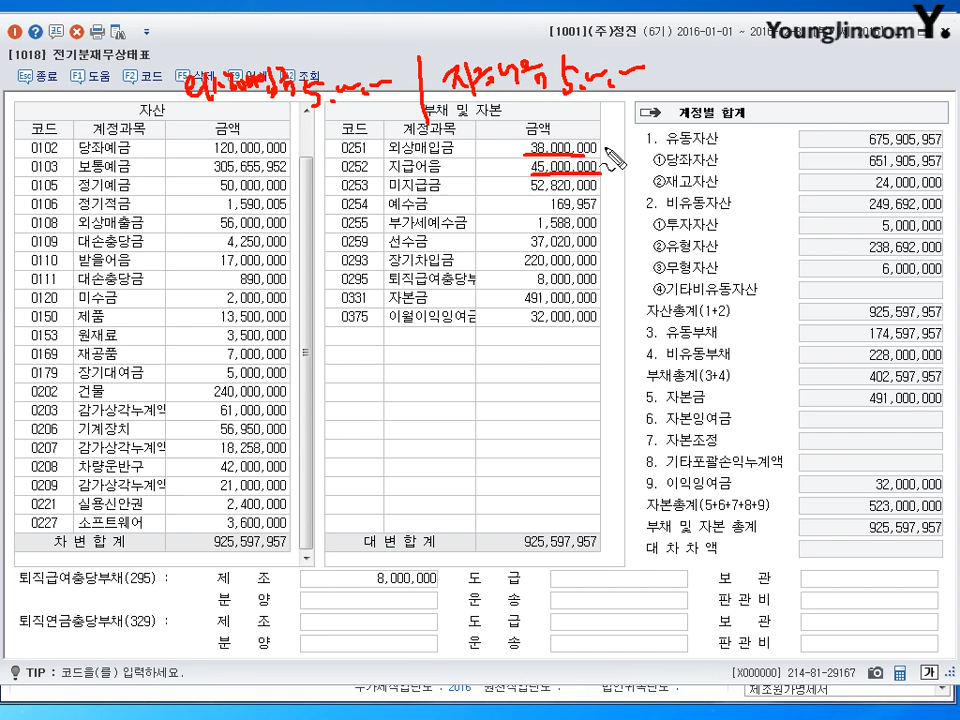 [1001] (주)정진 (67기) 2016-01-01 ~ 2016-12-3
Younglin.com Y.
[1018] 전기분재무상태표
Esc 종료 F1 도움 F2 코드 F5 삭제 F9 조회
외상매입금 5 | 지급어음 5
자산
코드 계정과목 금액
0102 당좌예금 120,000,000
0103 보통예금 305,655,952
0105 정기예금 50,000,000
0106 정기적금 1,590,005
0108 외상매출금 56,000,000
0109 대손충당금 4,250,000
0110 받을어음 17,000,000
0111 대손충당금 890,000
0120 미수금 2,000,000
0150 제품 13,500,000
0153 원재료 3,500,000
0169 재공품 7,000,000
0179 장기대여금 5,000,000
0202 건물 240,000,000
0203 감가상각누계액 61,000,000
0206 기계장치 56,950,000
0207 감가상각누계액 18,258,000
0208 차량운반구 42,000,000
0209 감가상각누계액 21,000,000
0221 실용신안권 2,400,000
0227 소프트웨어 3,600,000
차 변 합 계 925,597,957
부채 및 자본
코드 계정과목 금액
0251 외상매입금 38,000,000
0252 지급어음 45,000,000
0253 미지급금 52,820,000
0254 예수금 169,957
0255 부가세예수금 1,588,000
0259 선수금 37,020,000
0293 장기차입금 220,000,000
0295 퇴직급여충당부 8,000,000
0331 자본금 491,000,000
0375 이월이익잉여금 32,000,000
대 변 합 계 925,597,957
계정별 합계
1. 유동자산 675,905,957
①당좌자산 651,905,957
②재고자산 24,000,000
2. 비유동자산 249,692,000
①투자자산 5,000,000
②유형자산 238,692,000
③무형자산 6,000,000
④기타비유동자산
자산총계(1+2) 925,597,957
3. 유동부채 174,597,957
4. 비유동부채 228,000,000
부채총계(3+4) 402,597,957
5. 자본금 491,000,000
6. 자본잉여금
7. 자본조정
8. 기타포괄손익누계액
9. 이익잉여금 32,000,000
자본총계(5+6+7+8+9) 523,000,000
부채 및 자본 총계 925,597,957
대 차 차 액
퇴직급여충당부채(295) : 제 조 8,000,000 도 급 보 관
분 양 운 송 판 관 비
퇴직연금충당부채(329) : 제 조 도 급 보 관
분 양 운 송 판 관 비
TIP : 코드을(를) 입력하세요. [X000000] 214-81-29167 가
2016 제조원가명세서